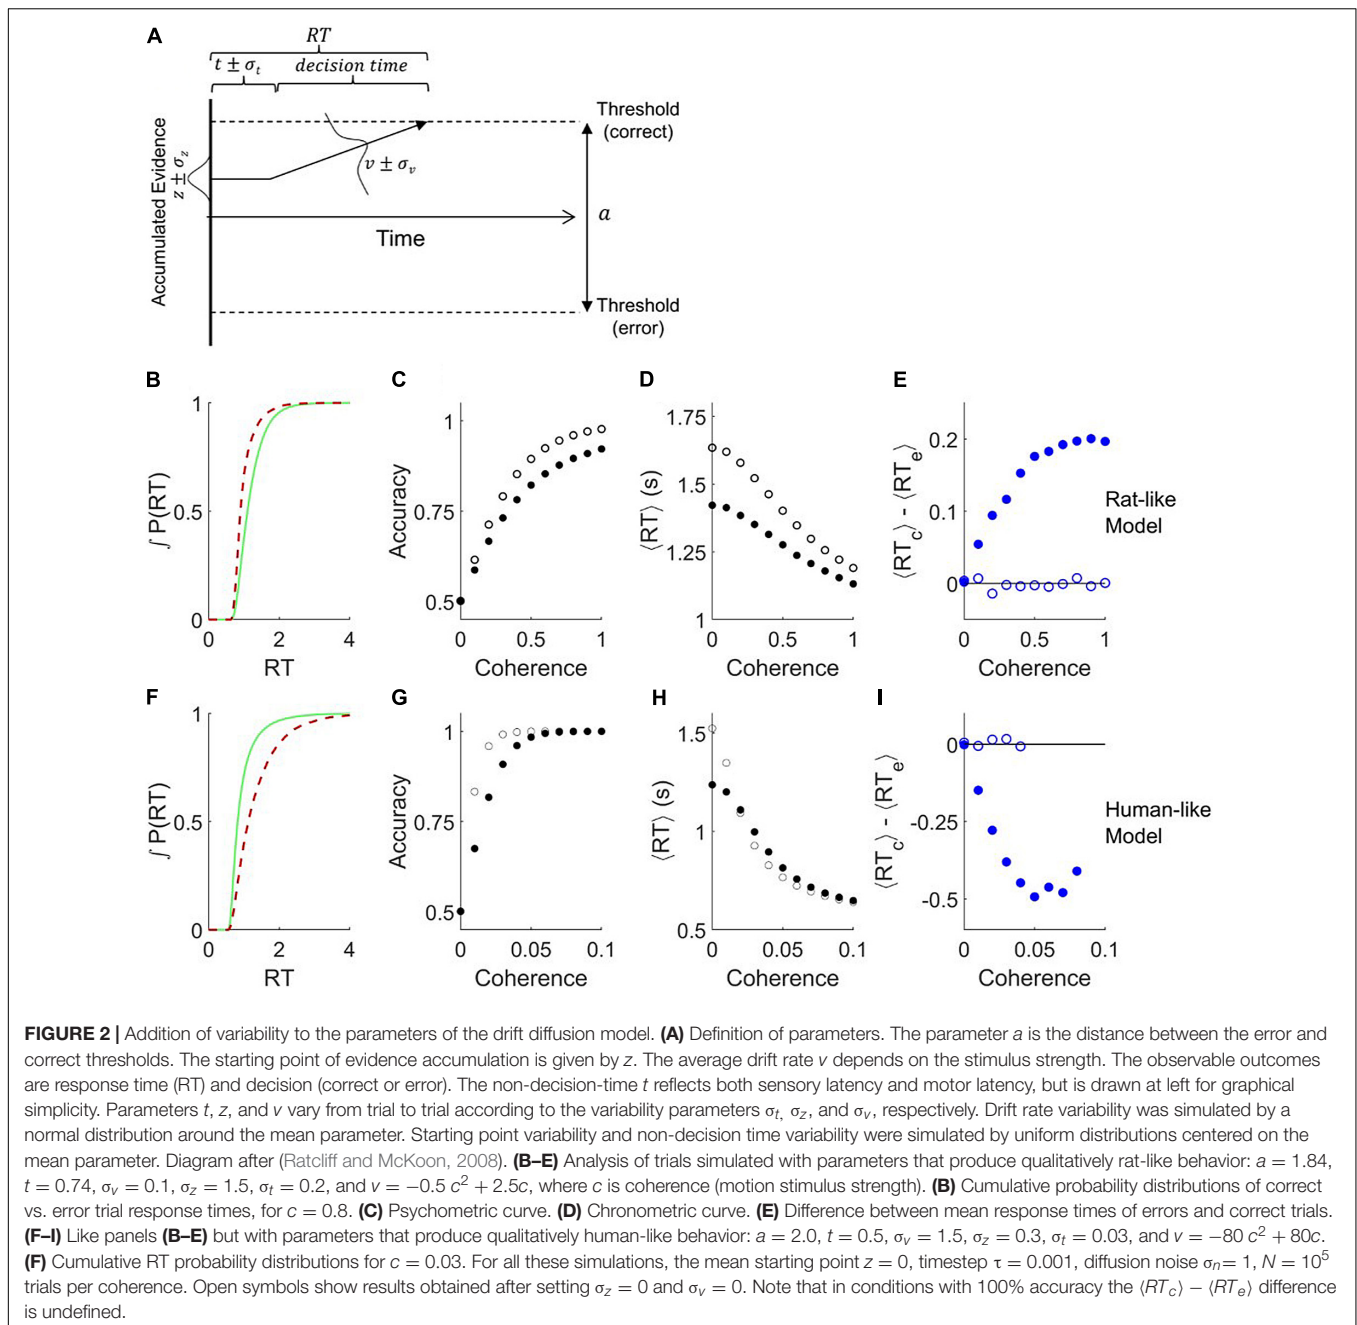 A
RT
t ± σt
decision time
Threshold
(correct)
Accumulated Evidence
z ± σz
v ± σv
a
Time
Threshold
(error)
B
∫ P(RT)
1
0.5
0
0
2
4
RT
C
Accuracy
1
0.75
0.5
0
0.5
1
Coherence
D
⟨RT⟩ (s)
1.75
1.5
1.25
1
0
0.5
1
Coherence
E
⟨RTc⟩ - ⟨RTe⟩
0.2
0.1
0
0
0.5
1
Coherence
Rat-like
Model
F
∫ P(RT)
1
0.5
0
0
2
4
RT
G
Accuracy
1
0.75
0.5
0
0.05
0.1
Coherence
H
⟨RT⟩ (s)
1.5
1
0.5
0
0.05
0.1
Coherence
I
⟨RTc⟩ - ⟨RTe⟩
0
-0.25
-0.5
0
0.05
0.1
Coherence
Human-like
Model
FIGURE 2 | Addition of variability to the parameters of the drift diffusion model. (A) Definition of parameters. The parameter a is the distance between the error and
correct thresholds. The starting point of evidence accumulation is given by z. The average drift rate v depends on the stimulus strength. The observable outcomes
are response time (RT) and decision (correct or error). The non-decision-time t reflects both sensory latency and motor latency, but is drawn at left for graphical
simplicity. Parameters t, z, and v vary from trial to trial according to the variability parameters σt, σz, and σv, respectively. Drift rate variability was simulated by a
normal distribution around the mean parameter. Starting point variability and non-decision time variability were simulated by uniform distributions centered on the
mean parameter. Diagram after (Ratcliff and McKoon, 2008). (B–E) Analysis of trials simulated with parameters that produce qualitatively rat-like behavior: a = 1.84,
t = 0.74, σv = 0.1, σz = 1.5, σt = 0.2, and v = −0.5 c² + 2.5c, where c is coherence (motion stimulus strength). (B) Cumulative probability distributions of correct
vs. error trial response times, for c = 0.8. (C) Psychometric curve. (D) Chronometric curve. (E) Difference between mean response times of errors and correct trials.
(F–I) Like panels (B–E) but with parameters that produce qualitatively human-like behavior: a = 2.0, t = 0.5, σv = 1.5, σz = 0.3, σt = 0.03, and v = −80 c² + 80c.
(F) Cumulative RT probability distributions for c = 0.03. For all these simulations, the mean starting point z = 0, timestep τ = 0.001, diffusion noise σn= 1, N = 10⁵
trials per coherence. Open symbols show results obtained after setting σz = 0 and σv = 0. Note that in conditions with 100% accuracy the ⟨RTc⟩ − ⟨RTe⟩ difference
is undefined.